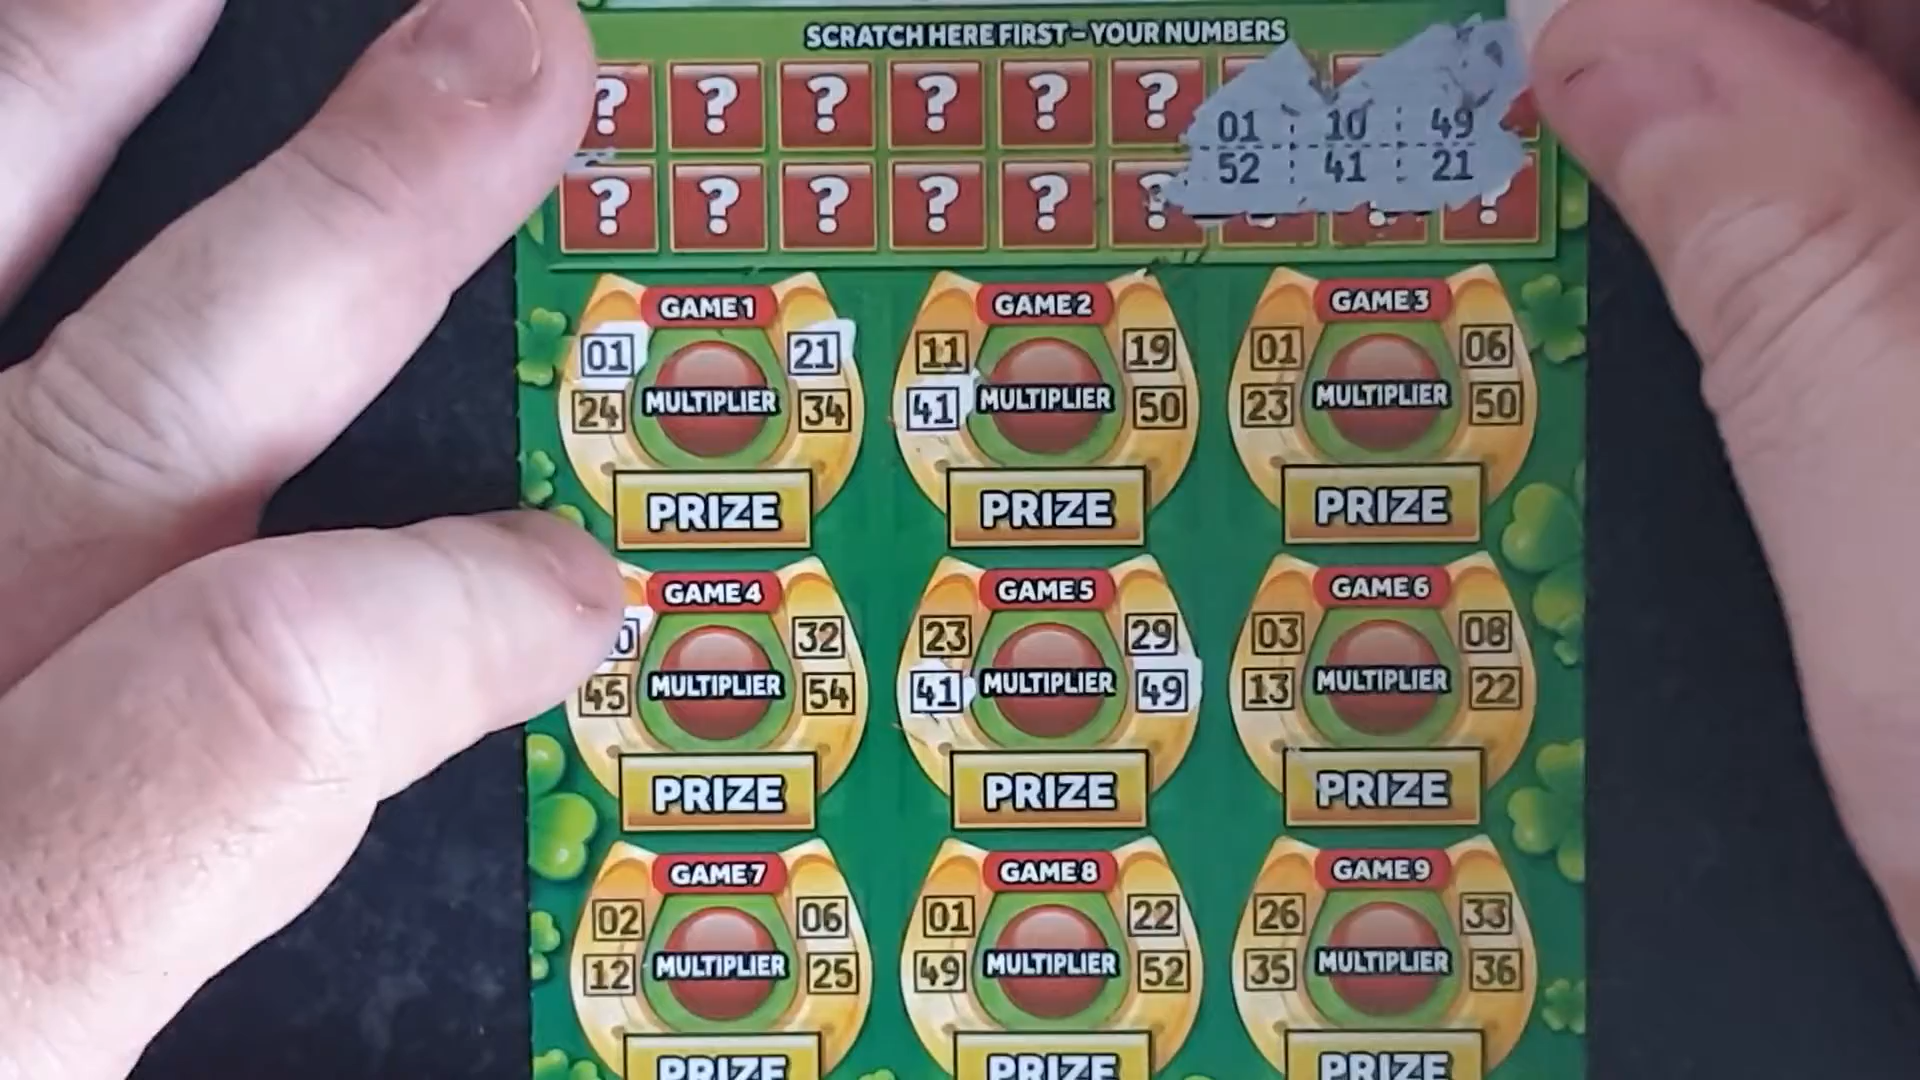 SCRATCH HERE FIRST – YOUR NUMBERS
? ? ? ? ? ? 01 10 49
? ? ? ? ? ? 52 41 21
GAME 1 GAME 2 GAME 3
01 21 11 19 01 06
24 MULTIPLIER 34 41 MULTIPLIER 50 23 MULTIPLIER 50
PRIZE PRIZE PRIZE
GAME 4 GAME 5 GAME 6
32 23 29 03 08
45 MULTIPLIER 54 41 MULTIPLIER 49 13 MULTIPLIER 22
PRIZE PRIZE PRIZE
GAME 7 GAME 8 GAME 9
02 06 01 22 26 33
12 MULTIPLIER 25 49 MULTIPLIER 52 35 MULTIPLIER 36
PRIZE PRIZE PRIZE